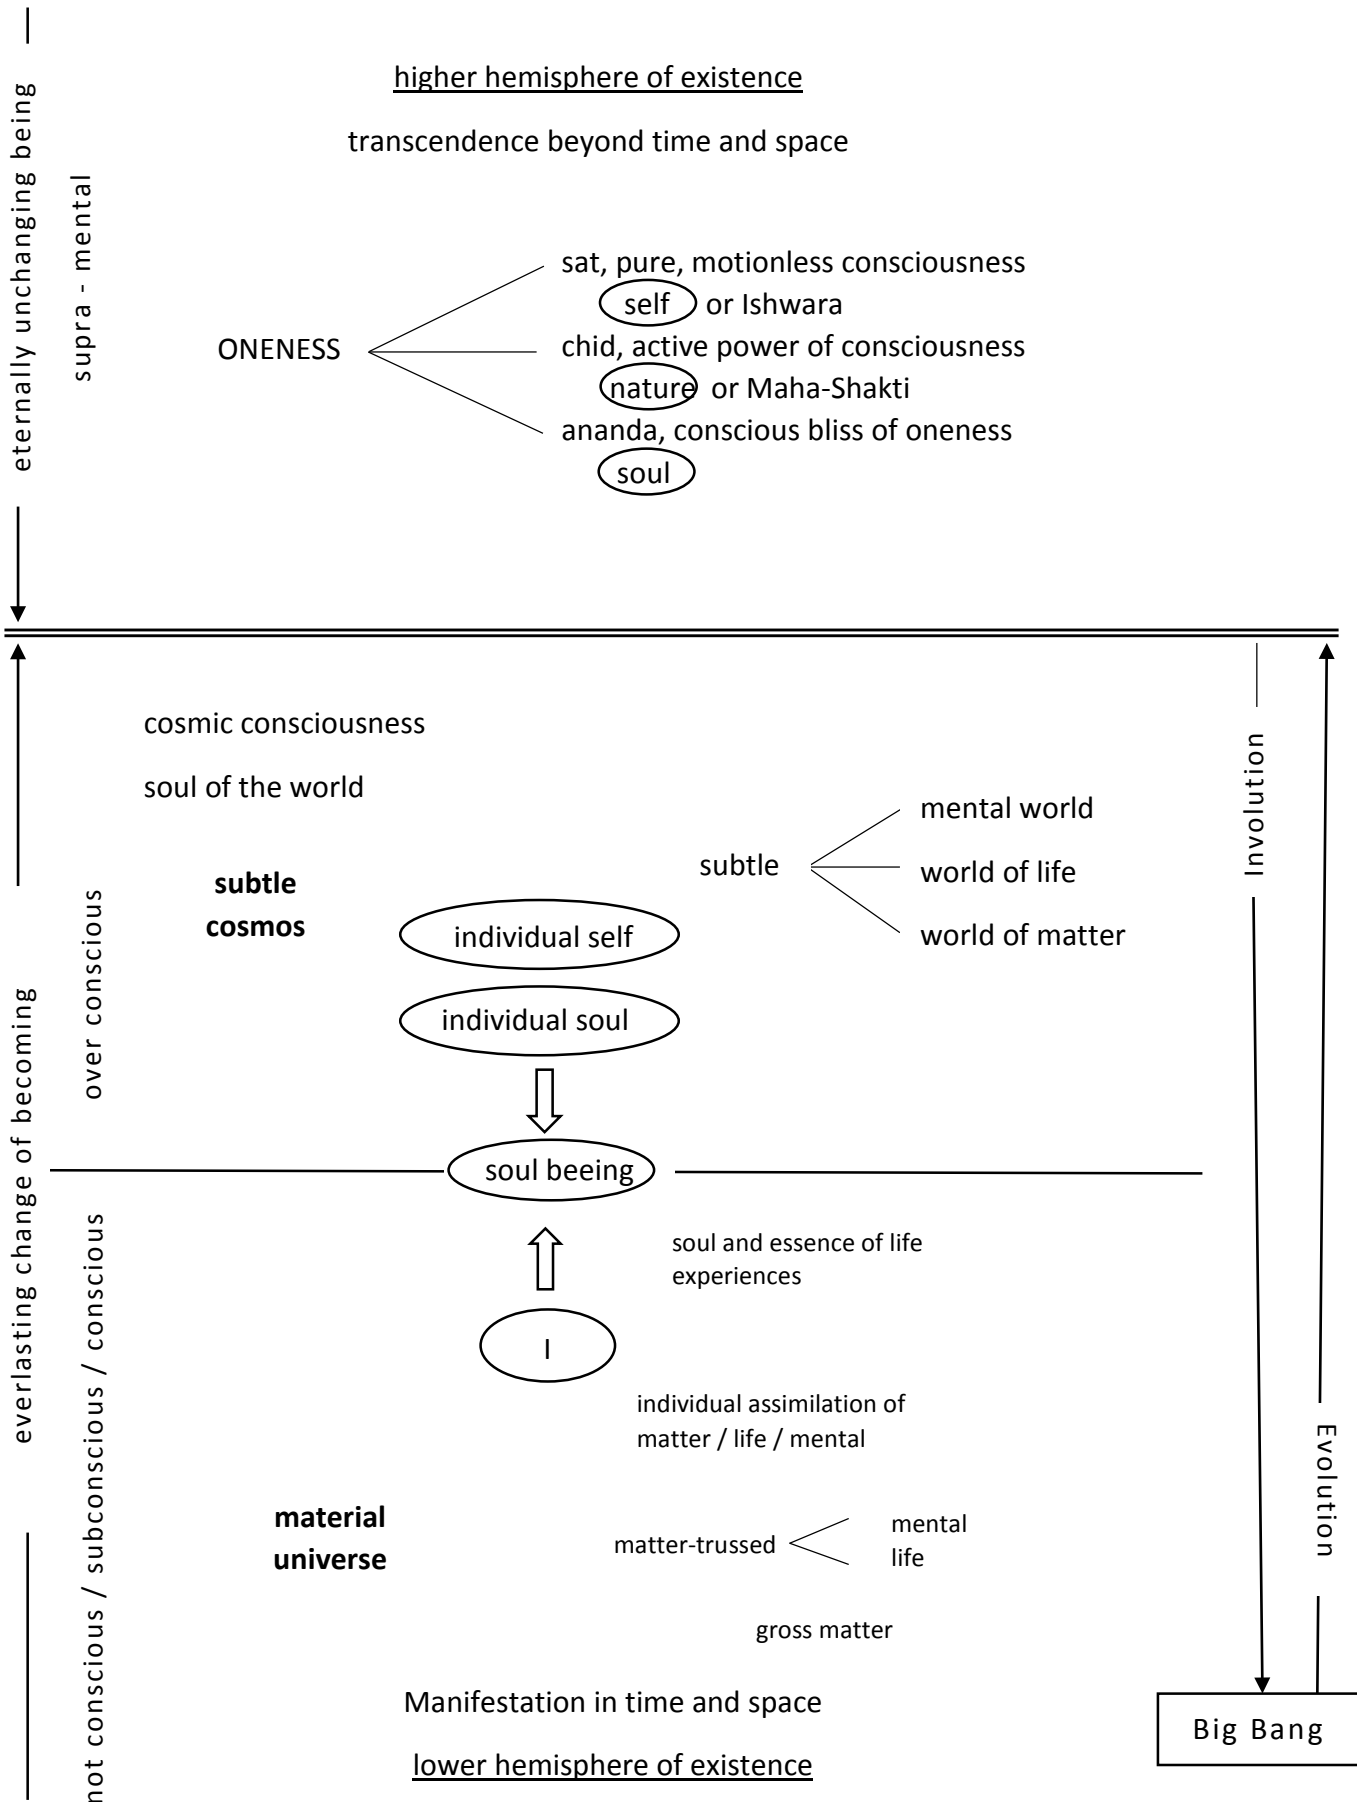 higher hemisphere of existence
transcendence beyond time and space
eternally unchanging being
supra - mental
ONENESS
sat, pure, motionless consciousness
self or Ishwara
chid, active power of consciousness
nature or Maha-Shakti
ananda, conscious bliss of oneness
soul
cosmic consciousness
soul of the world
subtle
cosmos
over conscious
everlasting change of becoming
individual self
individual soul
subtle
mental world
world of life
world of matter
Involution
soul beeing
soul and essence of life
experiences
I
individual assimilation of
matter / life / mental
not conscious / subconscious / conscious
material
universe
matter-trussed
mental
life
gross matter
Evolution
Manifestation in time and space
lower hemisphere of existence
Big Bang